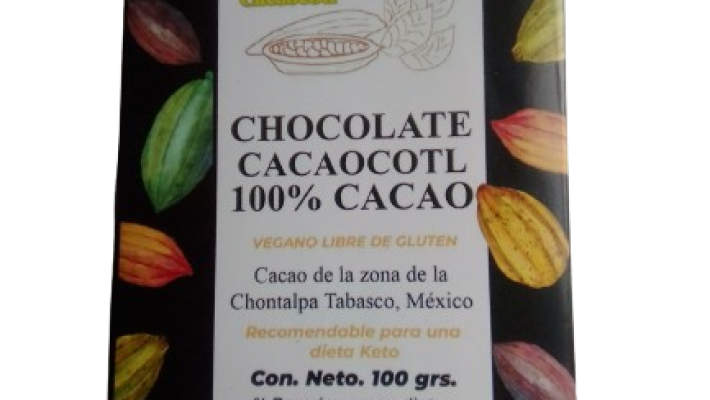 CHOCOLATE
CACAOCOTL
100% CACAO
VEGANO LIBRE DE GLUTEN
Cacao de la zona de la
Chontalpa Tabasco, México
Recomendable para una
dieta Keto
Con. Neto. 100 grs.